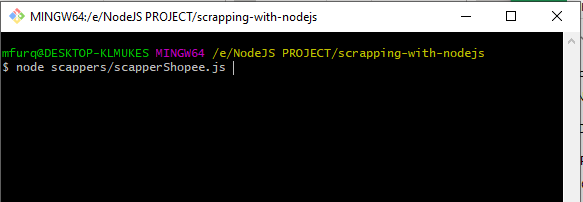 MINGW64:/e/NodeJS PROJECT/scrapping-with-nodejs
mfurq@DESKTOP-KLMUKES MINGW64 /e/NodeJS PROJECT/scrapping-with-nodejs
$ node scappers/scapperShopee.js